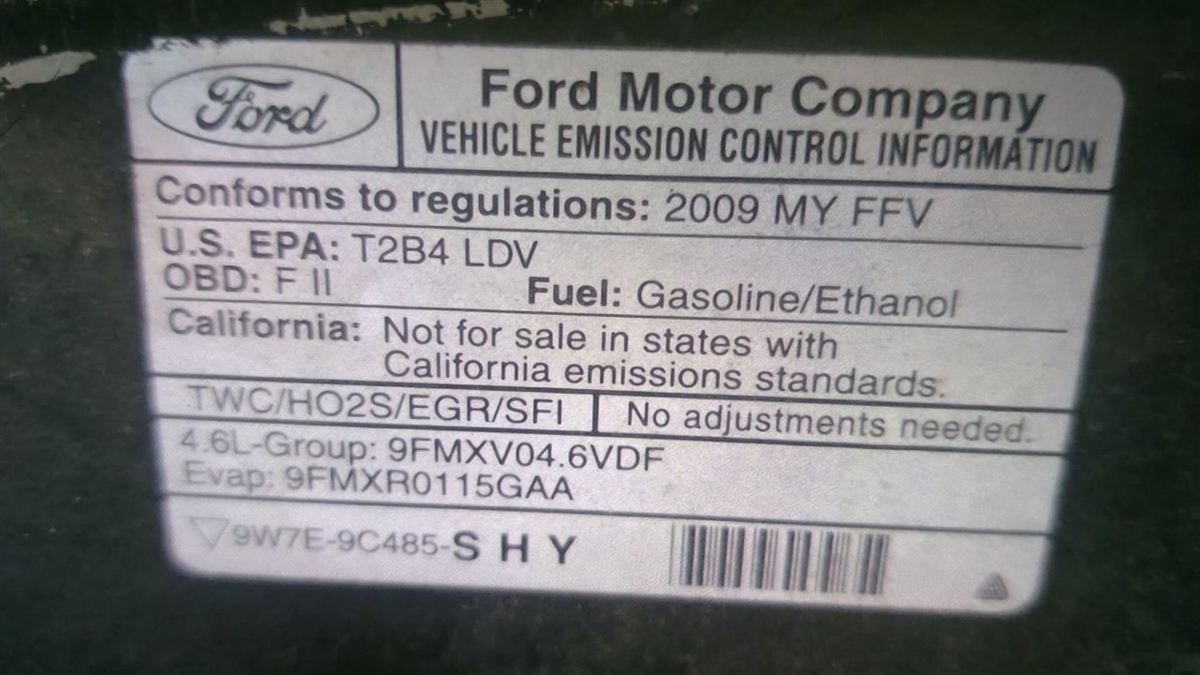 Ford
Ford Motor Company
VEHICLE EMISSION CONTROL INFORMATION
Conforms to regulations: 2009 MY FFV
U.S. EPA: T2B4 LDV
OBD: F II Fuel: Gasoline/Ethanol
California: Not for sale in states with
California emissions standards.
TWC/HO2S/EGR/SFI No adjustments needed.
4.6L-Group: 9FMXV04.6VDF
Evap: 9FMXR0115GAA
9W7E-9C485-S H Y